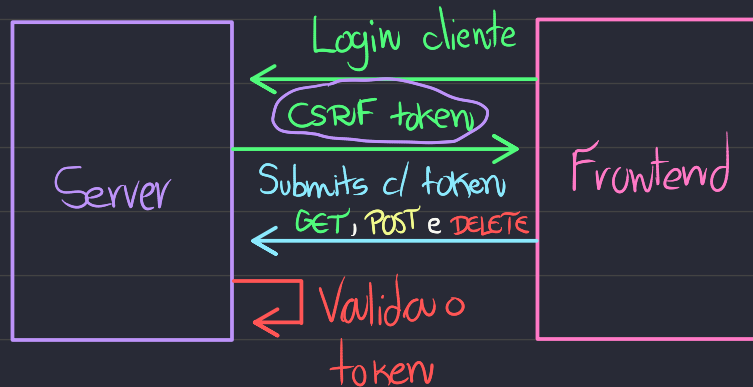 Login cliente
CSRF token
Server
Frontend
Submits c/ token
GET, POST e DELETE
Valida o
token